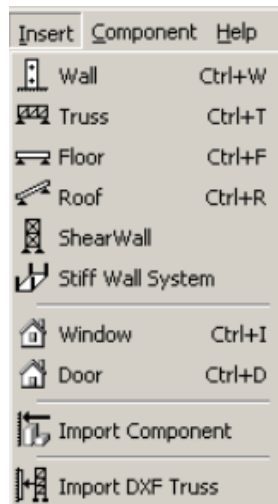 Insert Component Help
Wall Ctrl+W
Truss Ctrl+T
Floor Ctrl+F
Roof Ctrl+R
ShearWall
Stiff Wall System
Window Ctrl+I
Door Ctrl+D
Import Component
Import DXF Truss